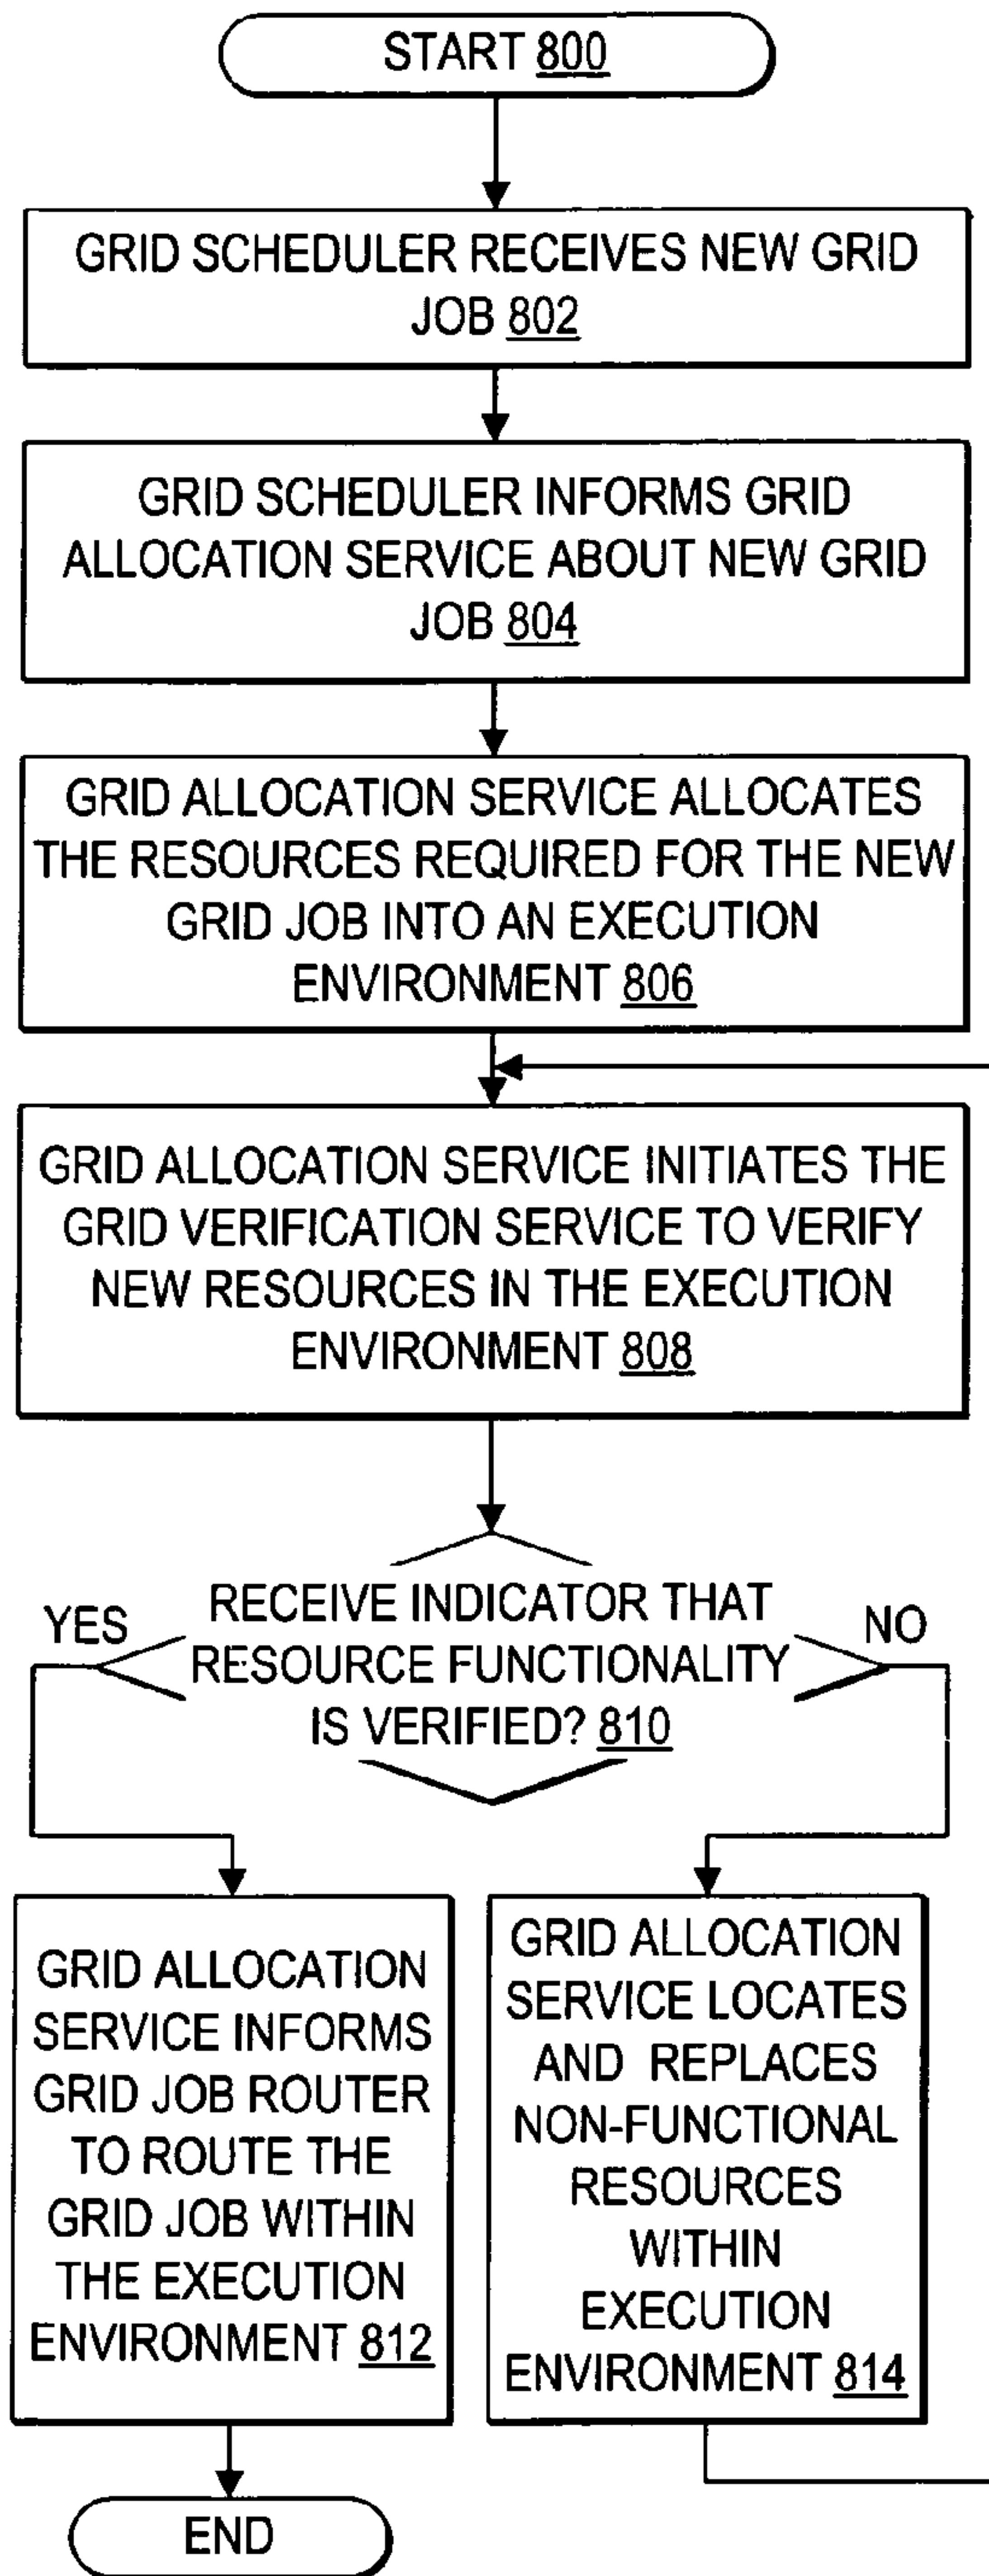 START 800
GRID SCHEDULER RECEIVES NEW GRID
JOB 802
GRID SCHEDULER INFORMS GRID
ALLOCATION SERVICE ABOUT NEW GRID
JOB 804
GRID ALLOCATION SERVICE ALLOCATES
THE RESOURCES REQUIRED FOR THE NEW
GRID JOB INTO AN EXECUTION
ENVIRONMENT 806
GRID ALLOCATION SERVICE INITIATES THE
GRID VERIFICATION SERVICE TO VERIFY
NEW RESOURCES IN THE EXECUTION
ENVIRONMENT 808
RECEIVE INDICATOR THAT
RESOURCE FUNCTIONALITY
IS VERIFIED? 810
YES
NO
GRID ALLOCATION
SERVICE INFORMS
GRID JOB ROUTER
TO ROUTE THE
GRID JOB WITHIN
THE EXECUTION
ENVIRONMENT 812
GRID ALLOCATION
SERVICE LOCATES
AND REPLACES
NON-FUNCTIONAL
RESOURCES
WITHIN
EXECUTION
ENVIRONMENT 814
END